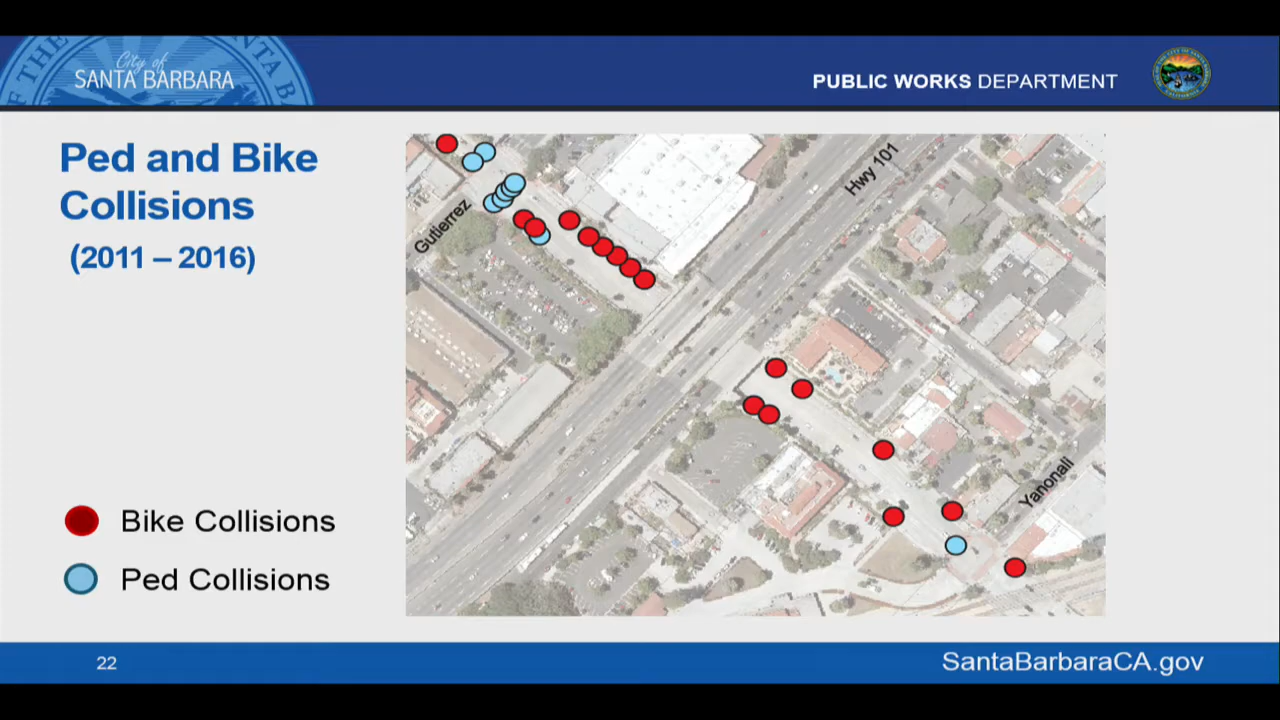 City of
SANTA BARBARA
PUBLIC WORKS DEPARTMENT
Ped and Bike
Collisions
(2011 – 2016)
Gutierrez
Hwy 101
Yanonali
Bike Collisions
Ped Collisions
22
SantaBarbaraCA.gov